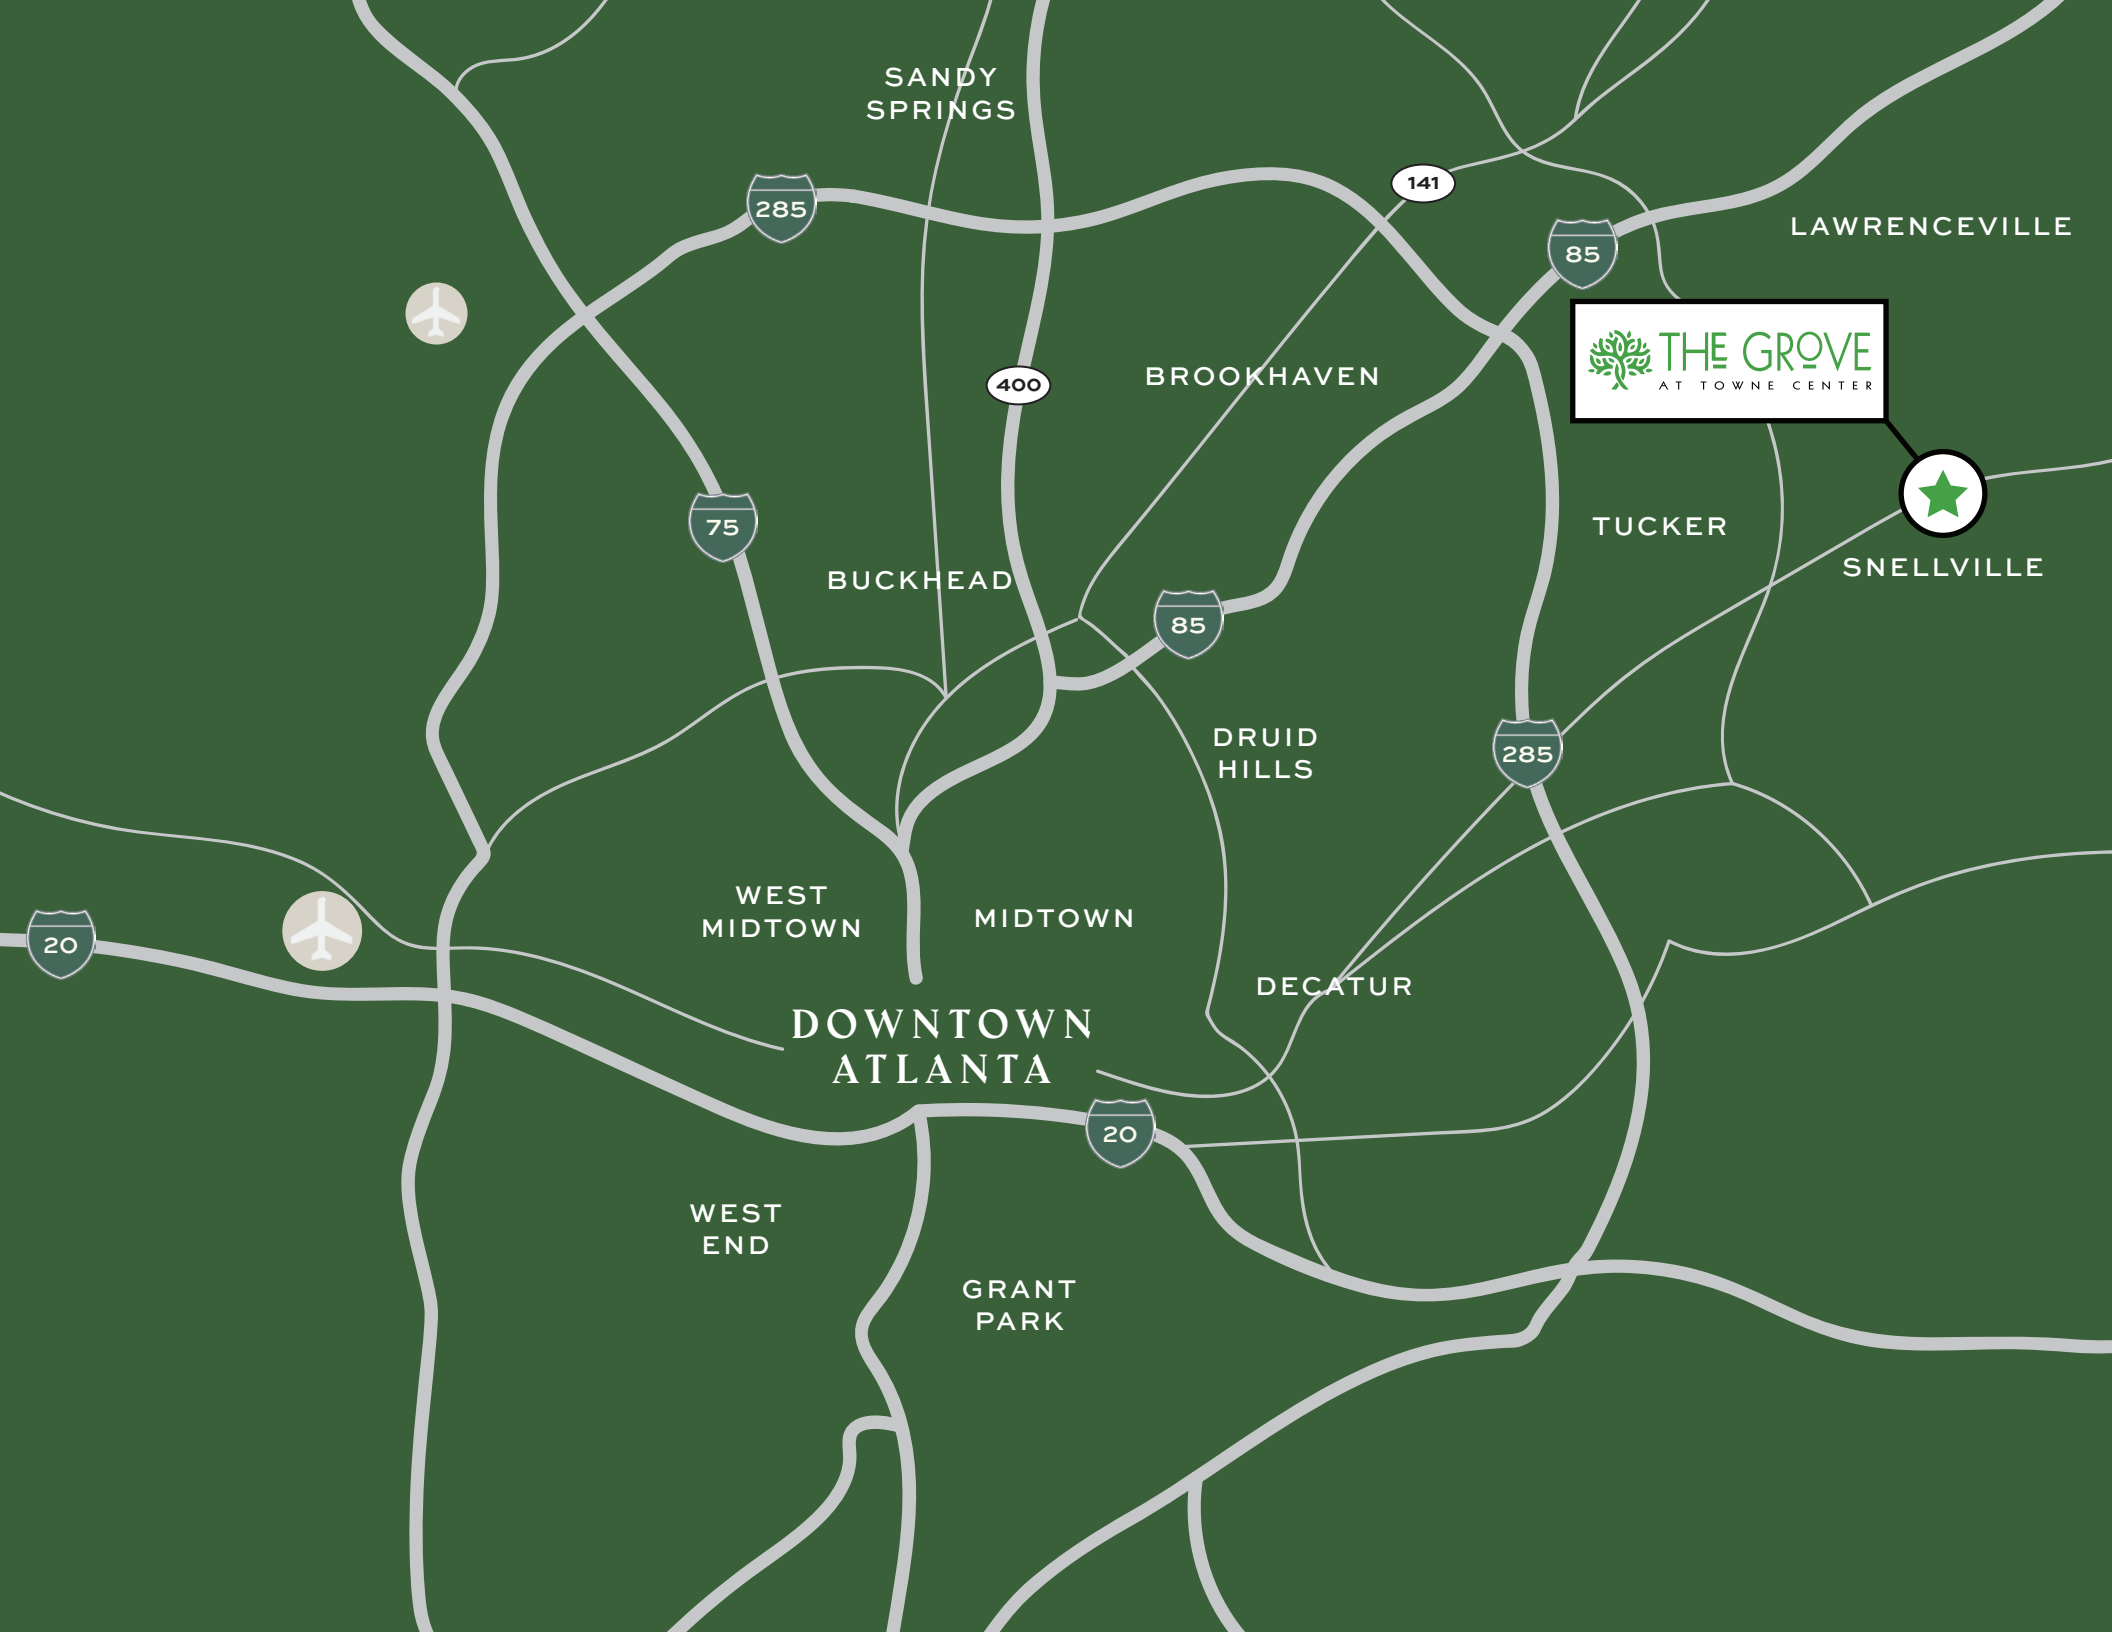 SANDY
SPRINGS
285
141
85
LAWRENCEVILLE
THE GROVE
AT TOWNE CENTER
400
BROOKHAVEN
75
TUCKER
SNELLVILLE
BUCKHEAD
85
DRUID
HILLS
285
WEST
MIDTOWN
MIDTOWN
20
DECATUR
DOWNTOWN
ATLANTA
20
WEST
END
GRANT
PARK